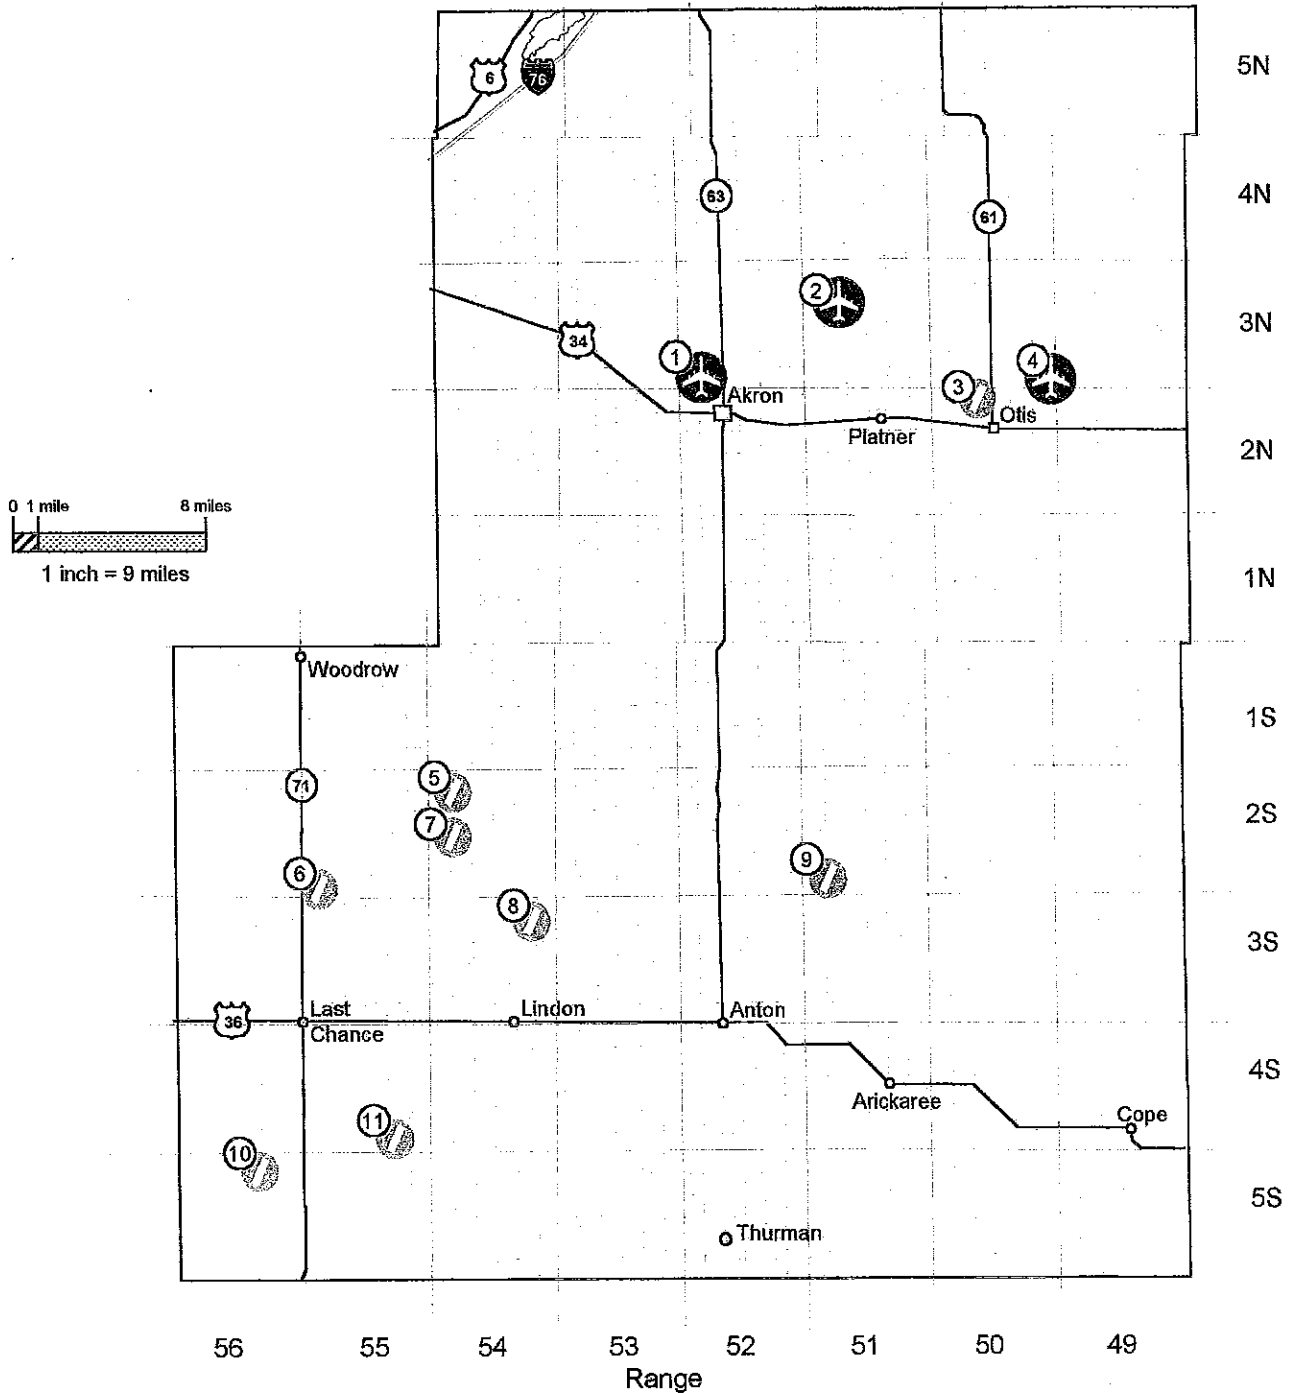 5N
6
76
4N
63
61
2
3N
34
1
4
3
Akron
Otis
Platner
2N
0 1 mile 8 miles
1 inch = 9 miles
1N
Woodrow
1S
71
5
2S
7
9
6
8
3S
Last
Chance
Lindon
Anton
36
4S
Arickaree
Cope
11
10
5S
Thurman
56 55 54 53 52 51 50 49
Range